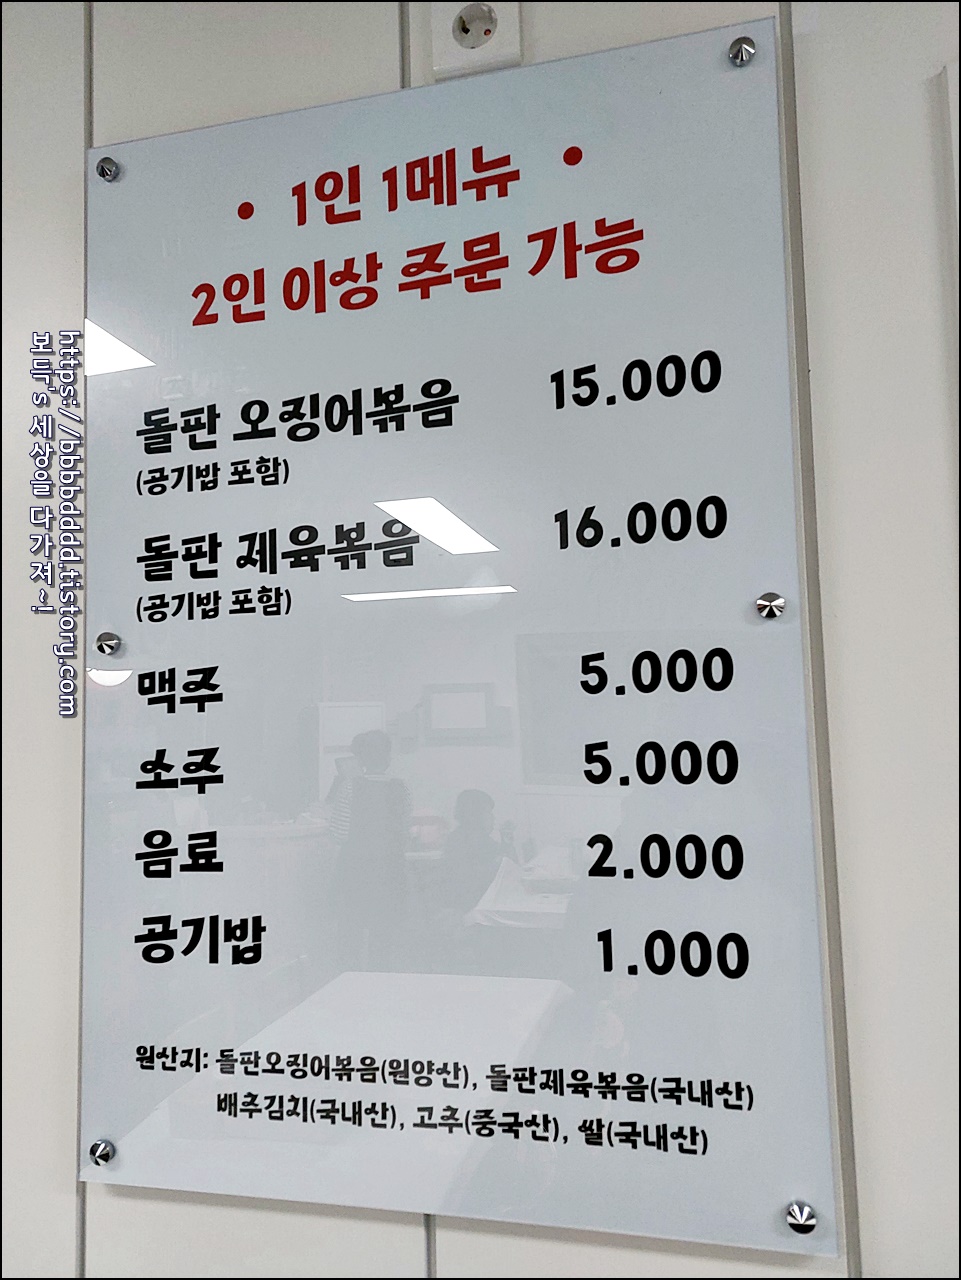 • 1인 1메뉴 •
2인 이상 주문 가능
돌판 오징어볶음 15.000
(공기밥 포함)
돌판 제육볶음 16.000
(공기밥 포함)
맥주 5.000
소주 5.000
음료 2.000
공기밥 1.000
원산지: 돌판오징어볶음(원양산), 돌판제육볶음(국내산)
배추김치(국내산), 고추(중국산), 쌀(국내산)
https://bbbbdddd.tistory.com
보득's 세상을 다가져~!